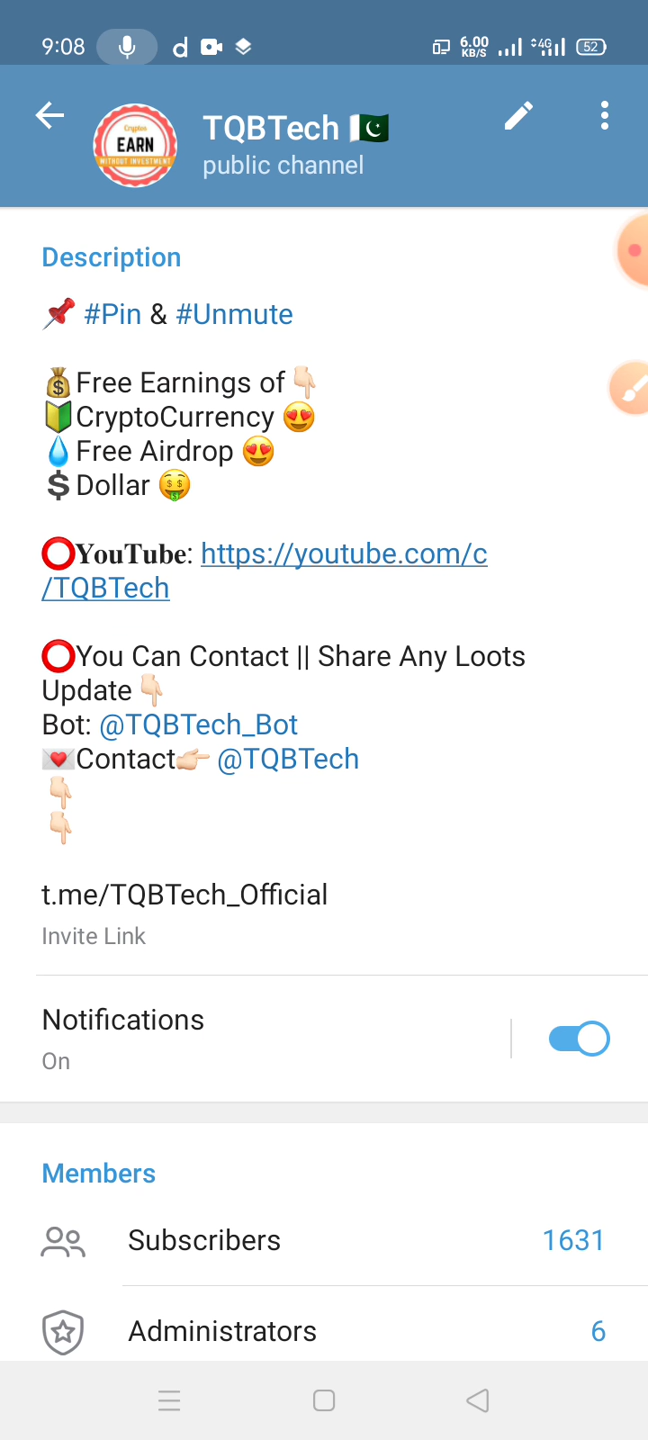 9:08 d 6.00 KB/S 4G 52
Crypton
EARN
WITHOUT INVESTMENT
TQBTech 🇵🇰
public channel
Description
📌 #Pin & #Unmute
💰Free Earnings of👇🏻
🔰CryptoCurrency 😍
💧Free Airdrop 😍
💲Dollar 🤑
⭕𝐘𝐨𝐮𝐓𝐮𝐛𝐞: https://youtube.com/c
/TQBTech
⭕You Can Contact || Share Any Loots
Update👇🏻
Bot: @TQBTech_Bot
💌Contact👉🏻 @TQBTech
👇🏻
👇🏻
t.me/TQBTech_Official
Invite Link
Notifications
On
Members
Subscribers 1631
Administrators 6